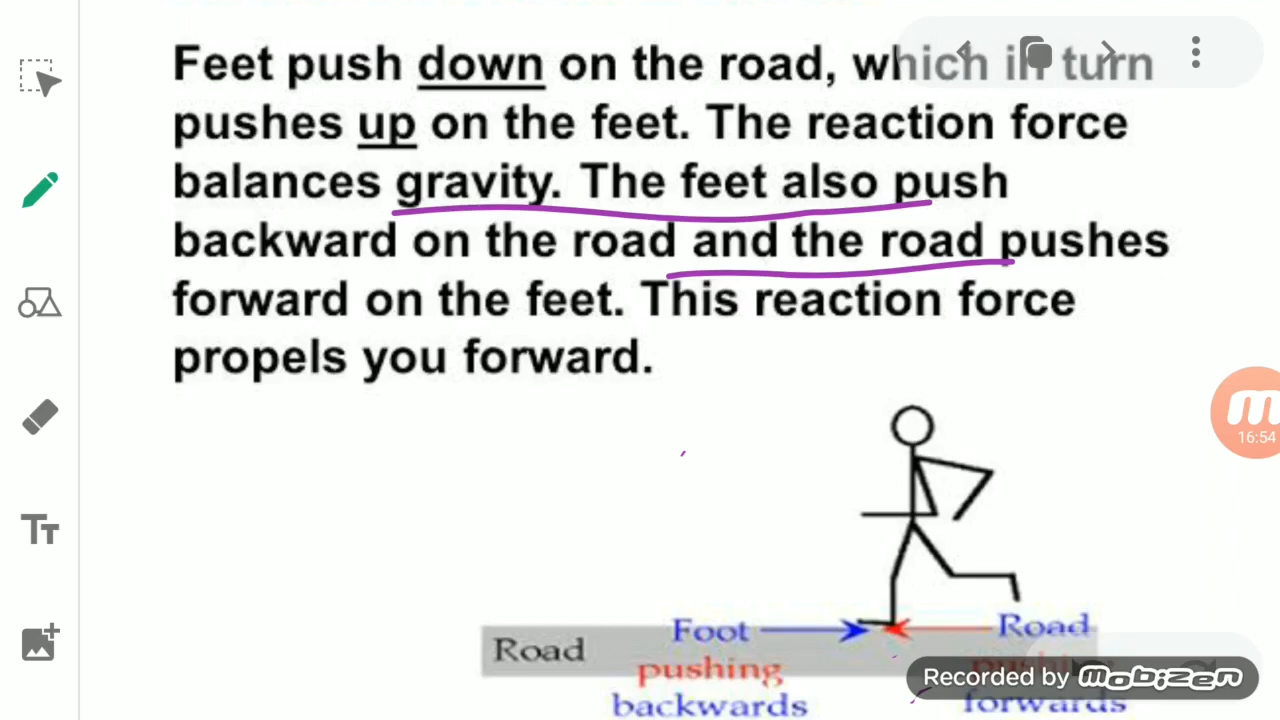 Feet push down on the road, which in turn
pushes up on the feet. The reaction force
balances gravity. The feet also push
backward on the road and the road pushes
forward on the feet. This reaction force
propels you forward.
16:54
Tт
Foot
Road
Road
pushing
pushing
backwards
forwards
Recorded by mobizen